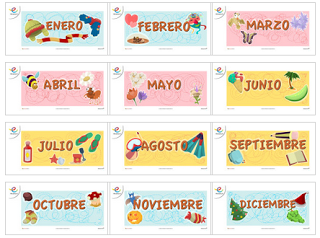 ENERO
FEBRERO
MARZO
ABRIL
MAYO
JUNIO
JULIO
AGOSTO
SEPTIEMBRE
OCTUBRE
NOVIEMBRE
DICIEMBRE